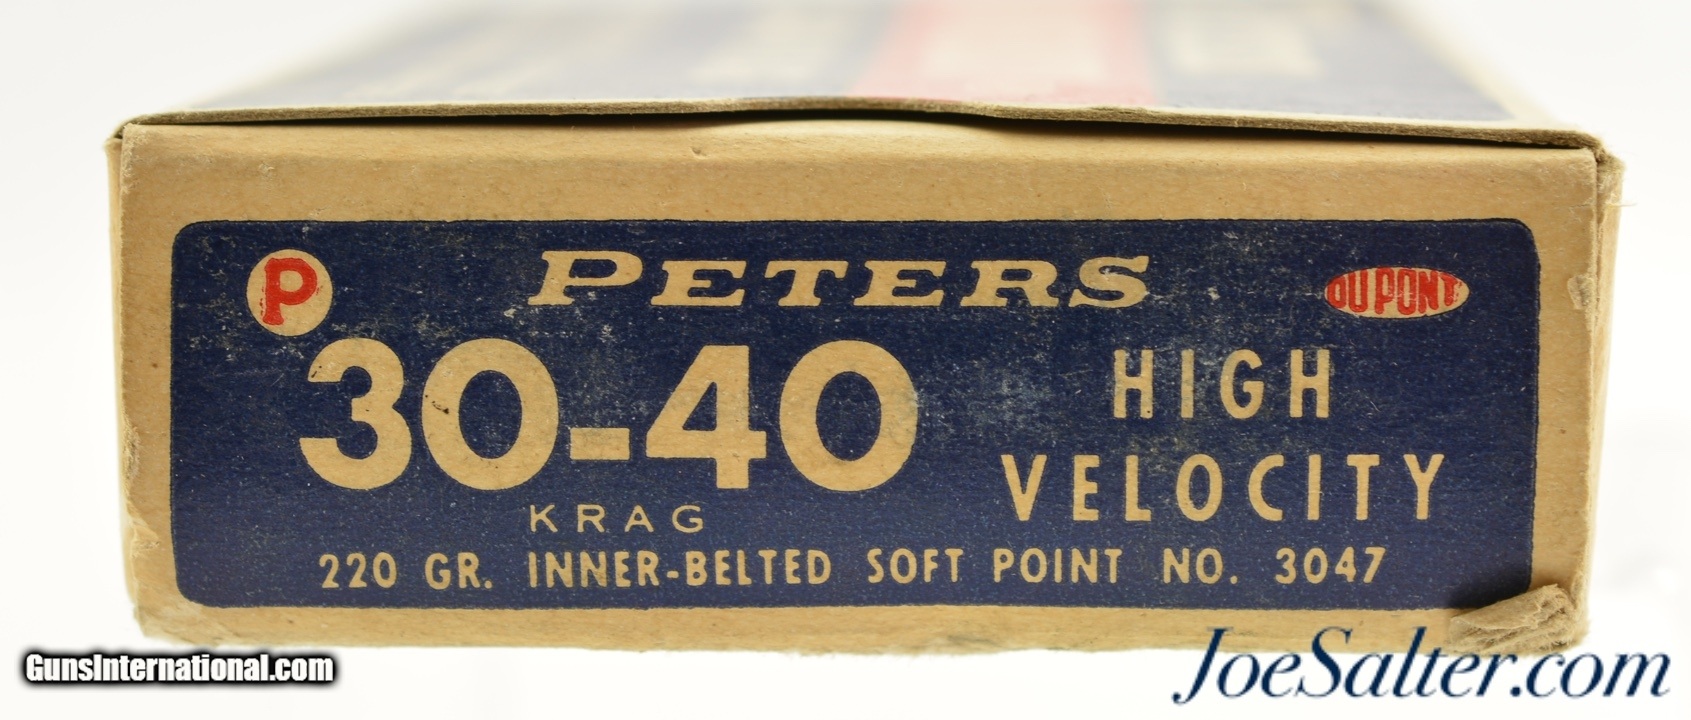 P
PETERS
DU PONT
30-40
HIGH
VELOCITY
KRAG
220 GR. INNER-BELTED SOFT POINT NO. 3047
GunsInternational.com
JoeSalter.com